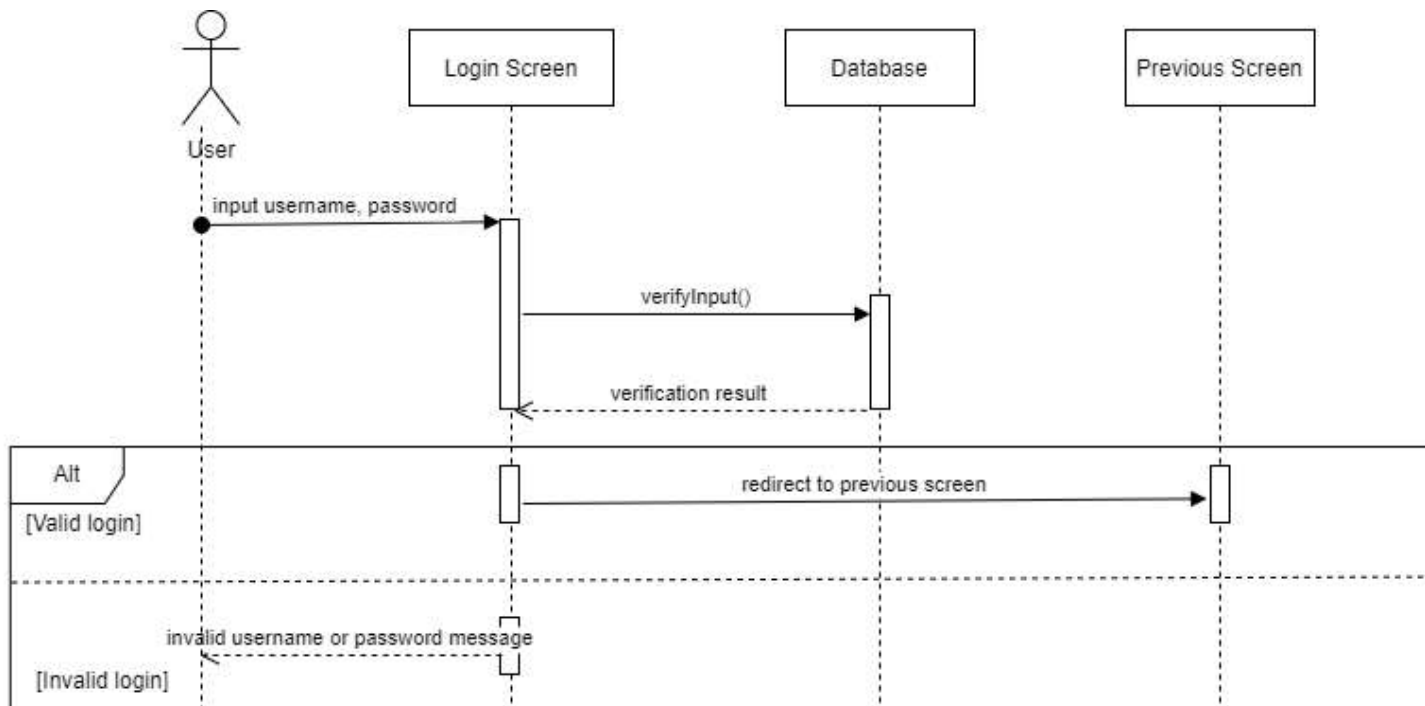 Login Screen
Database
Previous Screen
User
input username, password
verifyInput()
verification result
Alt
redirect to previous screen
[Valid login]
invalid username or password message
[Invalid login]